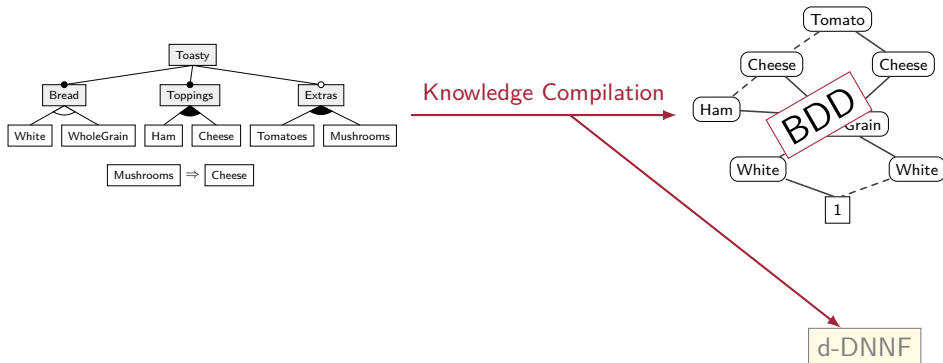 Toasty
Bread Toppings Extras
White WholeGrain Ham Cheese Tomatoes Mushrooms
Mushrooms ⇒ Cheese
Knowledge Compilation
Tomato
Cheese Cheese
Ham BDD Grain
White White
1
d-DNNF